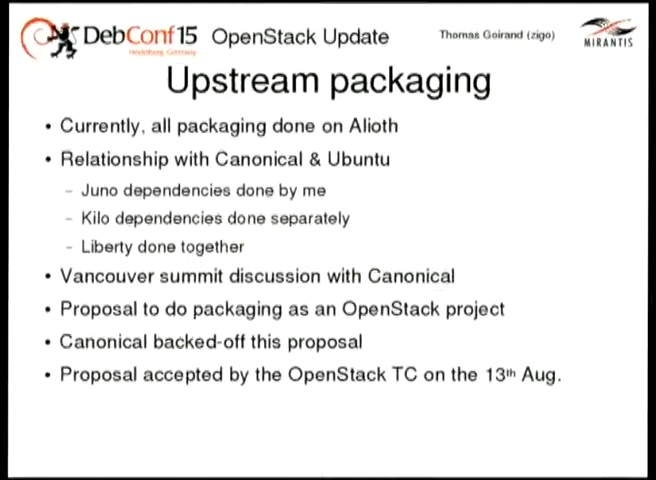 DebConf15 OpenStack Update Thomas Goirand (zigo)
Heidelberg, Germany
MIRANTIS
Upstream packaging
• Currently, all packaging done on Alioth
• Relationship with Canonical & Ubuntu
– Juno dependencies done by me
– Kilo dependencies done separately
– Liberty done together
• Vancouver summit discussion with Canonical
• Proposal to do packaging as an OpenStack project
• Canonical backed-off this proposal
• Proposal accepted by the OpenStack TC on the 13th Aug.